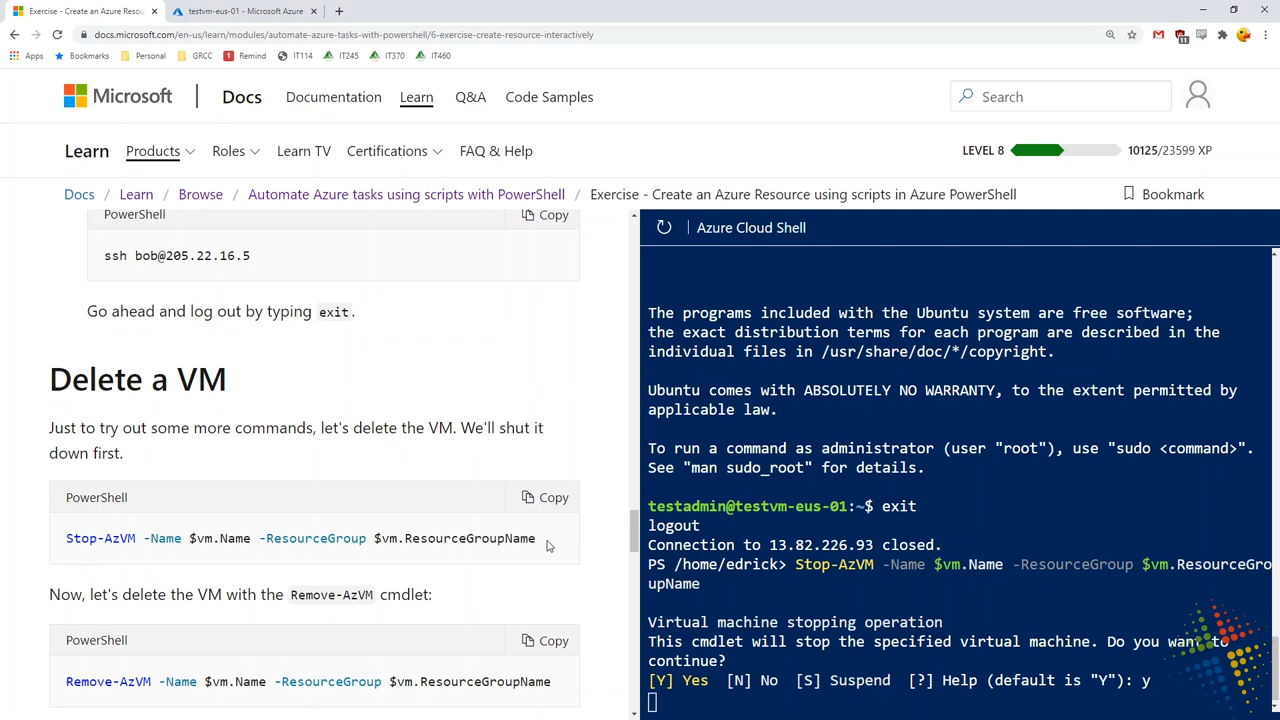 Exercise - Create an Azure Resou
testvm-eus-01 - Microsoft Azure
docs.microsoft.com/en-us/learn/modules/automate-azure-tasks-with-powershell/6-exercise-create-resource-interactively
11
Apps Bookmarks Personal GRCC 1 Remind IT114 IT245 IT370 IT460
Microsoft Docs Documentation Learn Q&A Code Samples Search
Learn Products Roles Learn TV Certifications FAQ & Help LEVEL 8 10125/23599 XP
Docs / Learn / Browse / Automate Azure tasks using scripts with PowerShell / Exercise - Create an Azure Resource using scripts in Azure PowerShell Bookmark
PowerShell Copy
ssh bob@205.22.16.5
Go ahead and log out by typing exit.
Delete a VM
Just to try out some more commands, let's delete the VM. We'll shut it
down first.
PowerShell Copy
Stop-AzVM -Name $vm.Name -ResourceGroup $vm.ResourceGroupName
Now, let's delete the VM with the Remove-AzVM cmdlet:
PowerShell Copy
Remove-AzVM -Name $vm.Name -ResourceGroup $vm.ResourceGroupName
Azure Cloud Shell
The programs included with the Ubuntu system are free software;
the exact distribution terms for each program are described in the
individual files in /usr/share/doc/*/copyright.
Ubuntu comes with ABSOLUTELY NO WARRANTY, to the extent permitted by
applicable law.
To run a command as administrator (user "root"), use "sudo <command>".
See "man sudo_root" for details.
testadmin@testvm-eus-01:~$ exit
logout
Connection to 13.82.226.93 closed.
PS /home/edrick> Stop-AzVM -Name $vm.Name -ResourceGroup $vm.ResourceGro
upName
Virtual machine stopping operation
This cmdlet will stop the specified virtual machine. Do you want to
continue?
[Y] Yes [N] No [S] Suspend [?] Help (default is "Y"): y